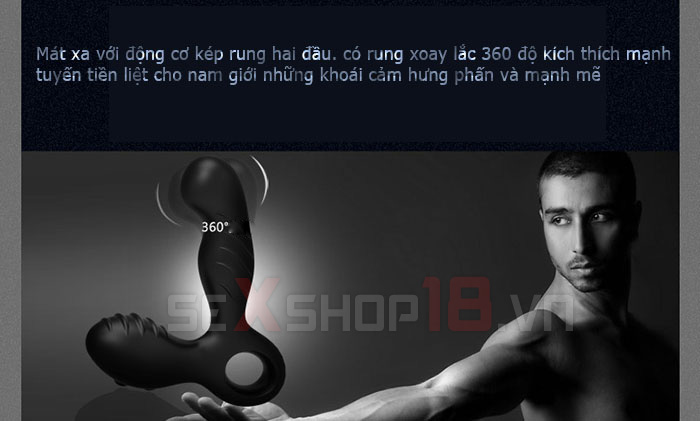 Mát xa với động cơ kép rung hai đầu. có rung xoay lắc 360 độ kích thích mạnh
tuyến tiền liệt cho nam giới những khoái cảm hưng phấn và mạnh mẽ
360°
seXshop18.vn